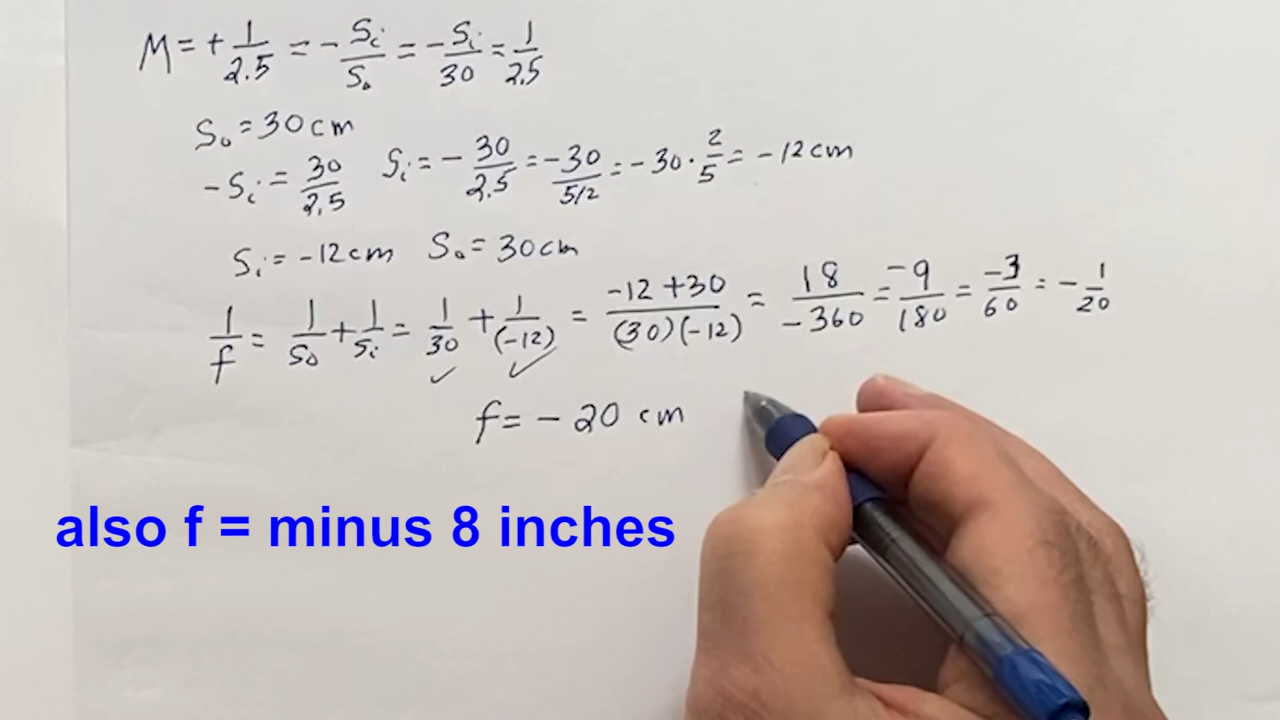 M = + 1/2.5 = - Si/So = - Si/30 = 1/2.5
So = 30 cm
- Si = 30/2.5 Si = - 30/2.5 = -30/5/2 = - 30 · 2/5 = - 12 cm
Si = - 12 cm So = 30 cm
1/f = 1/So + 1/Si = 1/30 + 1/(-12) = -12 + 30/(30)(-12) = 18/-360 = -9/180 = -3/60 = - 1/20
f = - 20 cm
also f = minus 8 inches